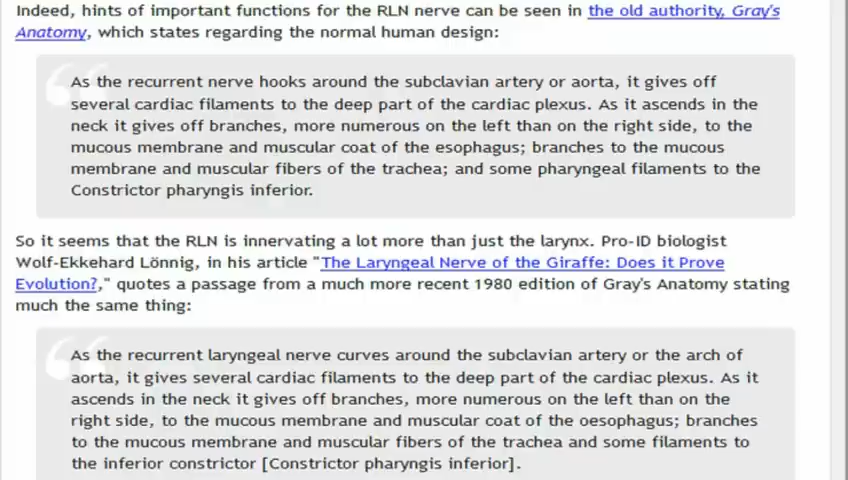 Indeed, hints of important functions for the RLN nerve can be seen in the old authority, Gray's
Anatomy, which states regarding the normal human design:
As the recurrent nerve hooks around the subclavian artery or aorta, it gives off
several cardiac filaments to the deep part of the cardiac plexus. As it ascends in the
neck it gives off branches, more numerous on the left than on the right side, to the
mucous membrane and muscular coat of the esophagus; branches to the mucous
membrane and muscular fibers of the trachea; and some pharyngeal filaments to the
Constrictor pharyngis inferior.
So it seems that the RLN is innervating a lot more than just the larynx. Pro-ID biologist
Wolf-Ekkehard Lönnig, in his article "The Laryngeal Nerve of the Giraffe: Does it Prove
Evolution?," quotes a passage from a much more recent 1980 edition of Gray's Anatomy stating
much the same thing:
As the recurrent laryngeal nerve curves around the subclavian artery or the arch of
aorta, it gives several cardiac filaments to the deep part of the cardiac plexus. As it
ascends in the neck it gives off branches, more numerous on the left than on the
right side, to the mucous membrane and muscular coat of the oesophagus; branches
to the mucous membrane and muscular fibers of the trachea and some filaments to
the inferior constrictor [Constrictor pharyngis inferior].